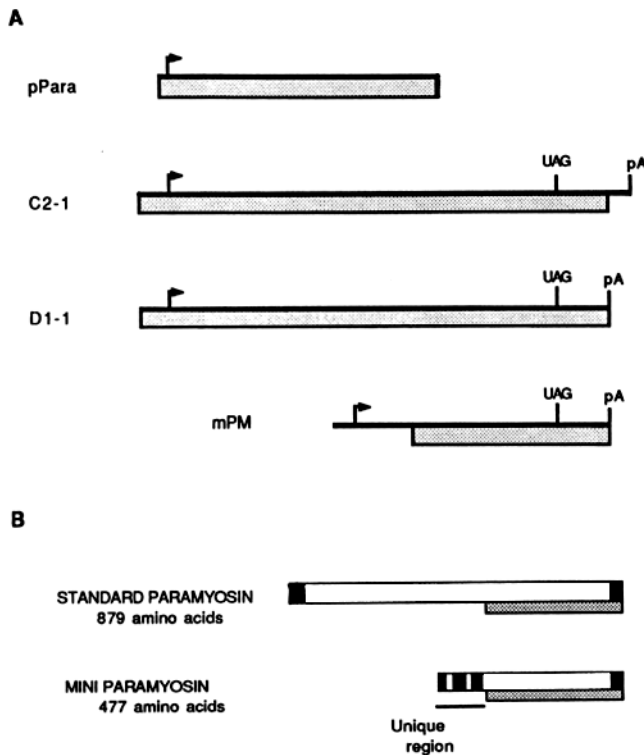 A
pPara
UAG
pA
C2-1
UAG
pA
D1-1
UAG
pA
mPM
B
STANDARD PARAMYOSIN
879 amino acids
MINI PARAMYOSIN
477 amino acids
Unique
region